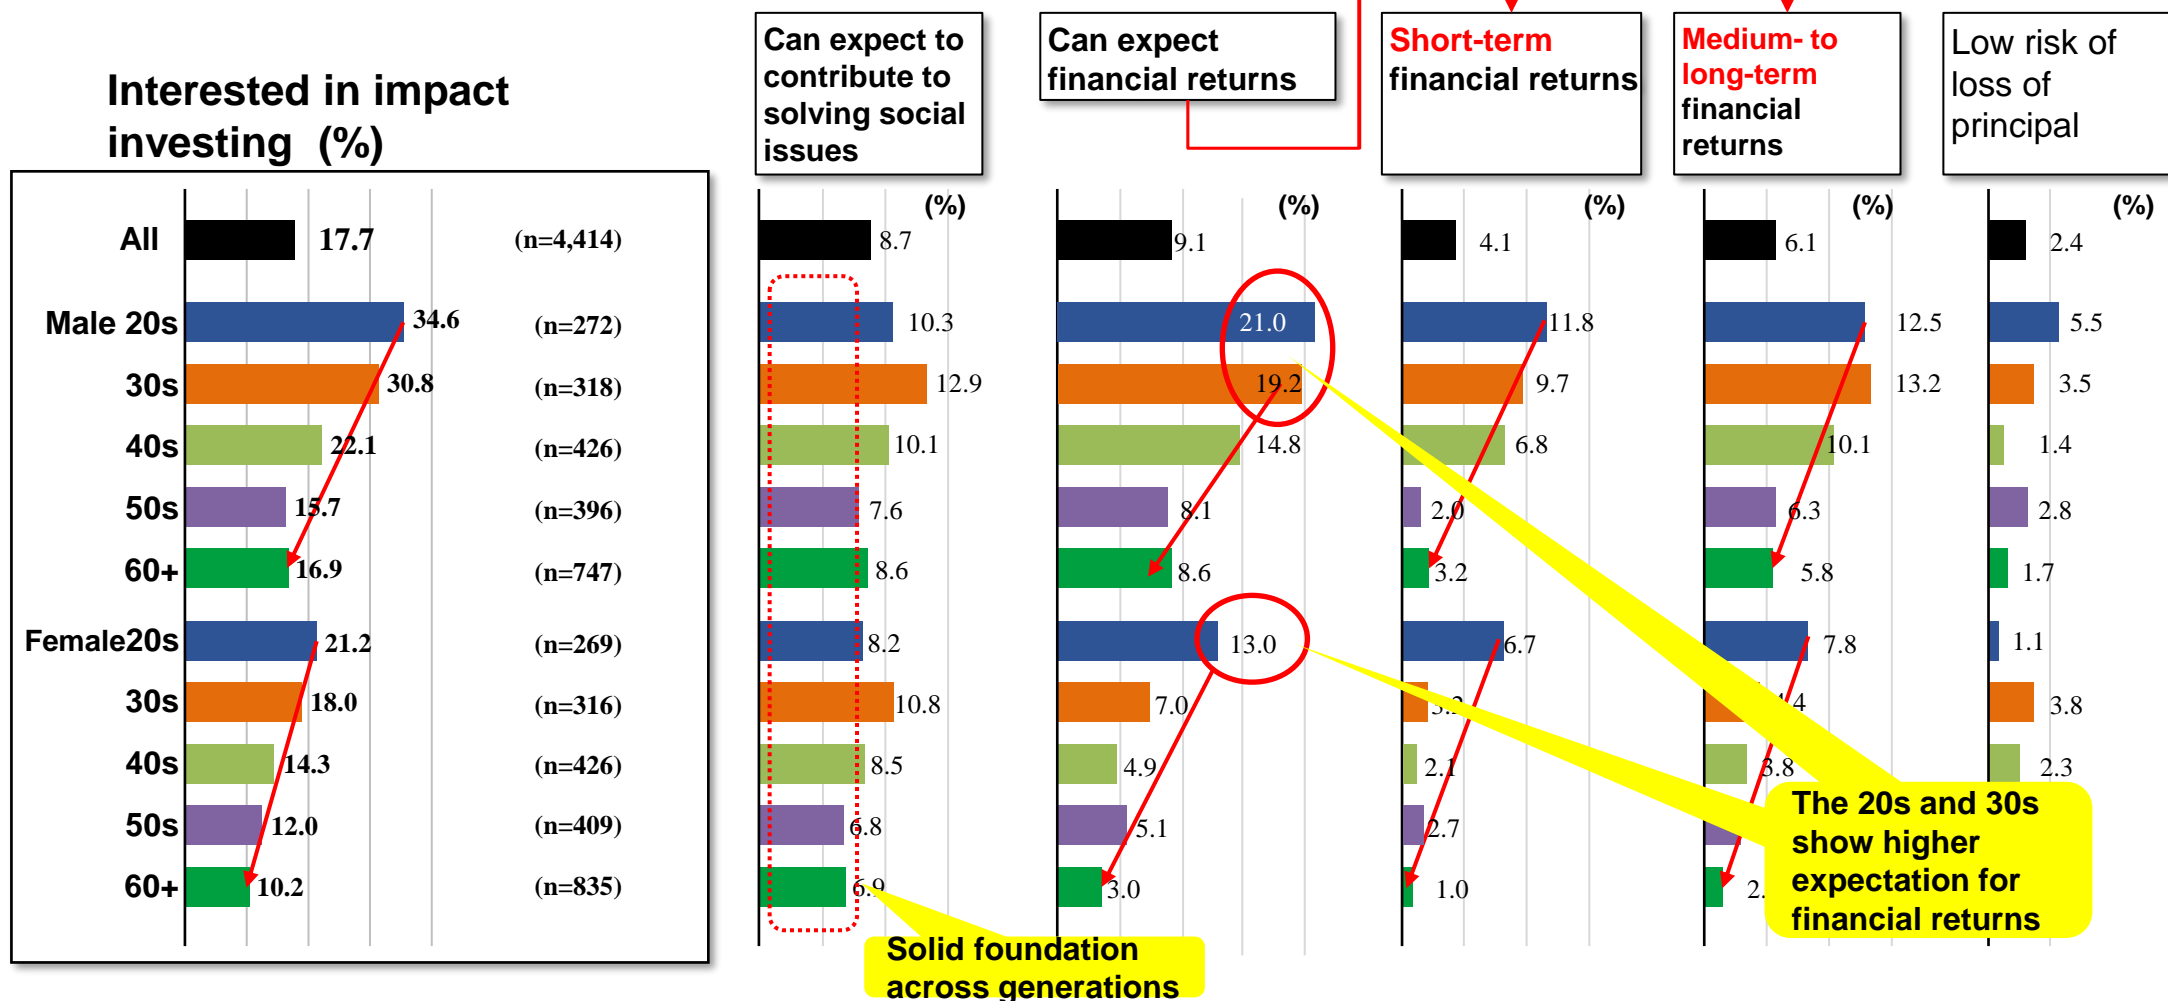 Interested in impact
investing (%)
Can expect to
contribute to
solving social
issues
Can expect
financial returns
Short-term
financial returns
Medium- to
long-term
financial
returns
Low risk of
loss of
principal
(%) (%) (%) (%) (%)
All 17.7 (n=4,414) 8.7 9.1 4.1 6.1 2.4
Male 20s 34.6 (n=272) 10.3 21.0 11.8 12.5 5.5
30s 30.8 (n=318) 12.9 19.2 9.7 13.2 3.5
40s 22.1 (n=426) 10.1 14.8 6.8 10.1 1.4
50s 15.7 (n=396) 7.6 8.1 2.0 6.3 2.8
60+ 16.9 (n=747) 8.6 8.6 3.2 5.8 1.7
Female20s 21.2 (n=269) 8.2 13.0 6.7 7.8 1.1
30s 18.0 (n=316) 10.8 7.0 3.8
40s 14.3 (n=426) 8.5 4.9 2.1 3.8 2.3
50s 12.0 (n=409) 6.8 5.1 2.7
60+ 10.2 (n=835) 6.9 3.0 1.0
The 20s and 30s
show higher
expectation for
financial returns
Solid foundation
across generations